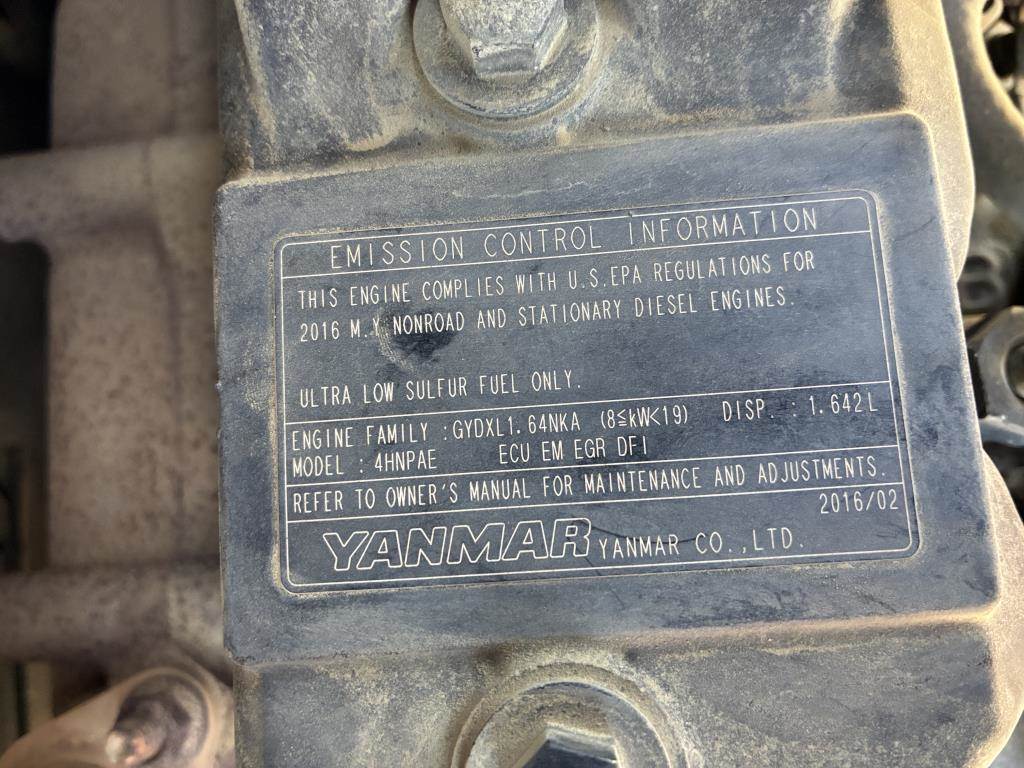 EMISSION CONTROL INFORMATION
THIS ENGINE COMPLIES WITH U.S.EPA REGULATIONS FOR
2016 M.Y NONROAD AND STATIONARY DIESEL ENGINES.
ULTRA LOW SULFUR FUEL ONLY.
ENGINE FAMILY :GYDXL1.64NKA (8≦kW<19) DISP. : 1.642L
MODEL : 4HNPAE ECU EM EGR DFI
REFER TO OWNER'S MANUAL FOR MAINTENANCE AND ADJUSTMENTS.
2016/02
YANMAR YANMAR CO.,LTD.